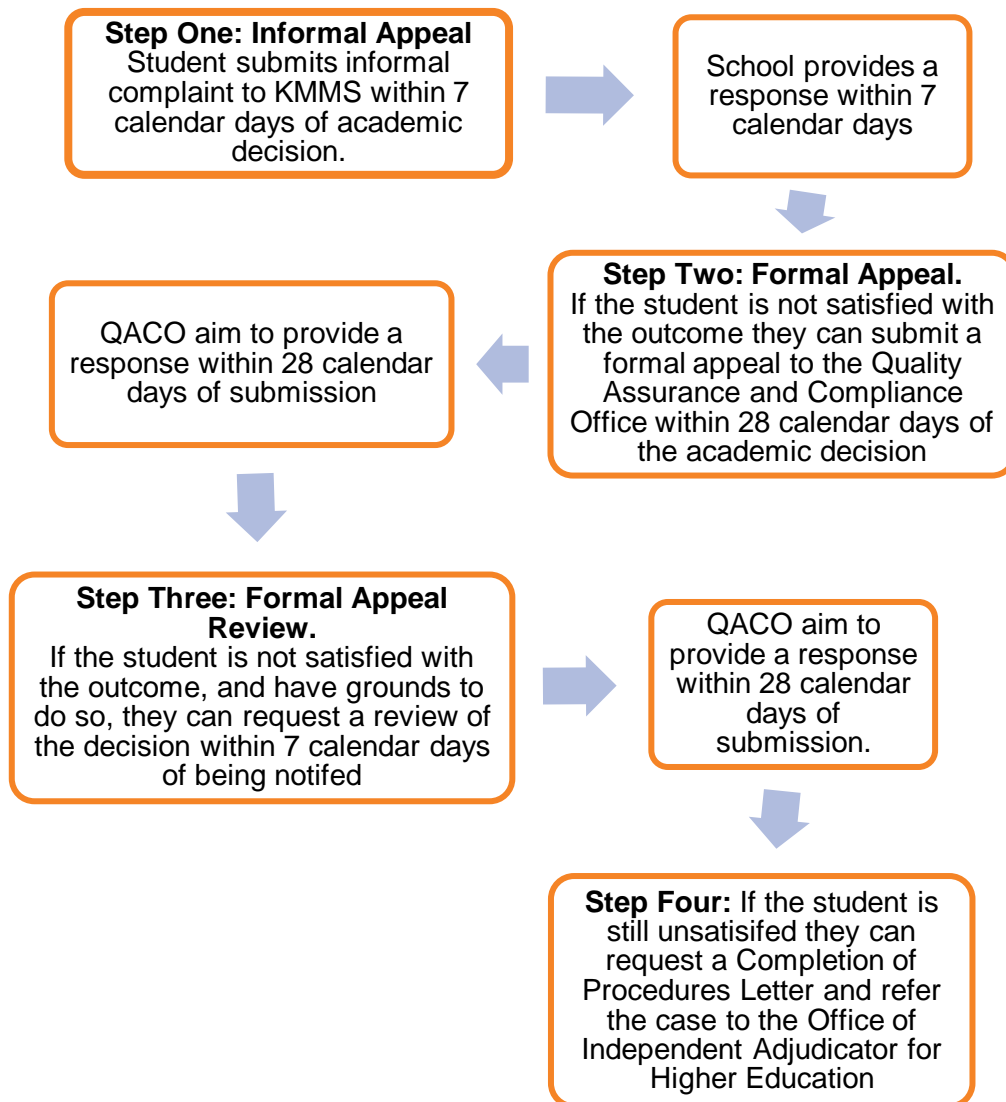 Step One: Informal Appeal
Student submits informal
complaint to KMMS within 7
calendar days of academic
decision.
School provides a
response within 7
calendar days
Step Two: Formal Appeal.
If the student is not satisfied with
the outcome they can submit a
formal appeal to the Quality
Assurance and Compliance
Office within 28 calendar days of
the academic decision
QACO aim to provide a
response within 28 calendar
days of submission
Step Three: Formal Appeal
Review.
If the student is not satisfied with
the outcome, and have grounds to
do so, they can request a review of
the decision within 7 calendar days
of being notifed
QACO aim to
provide a response
within 28 calendar
days of
submission.
Step Four: If the student is
still unsatisifed they can
request a Completion of
Procedures Letter and refer
the case to the Office of
Independent Adjudicator for
Higher Education